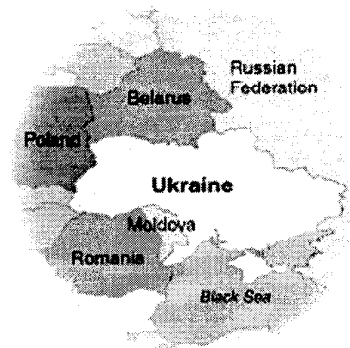 Russian
Federation
Belarus
Poland
Ukraine
Moldova
Romania
Black Sea